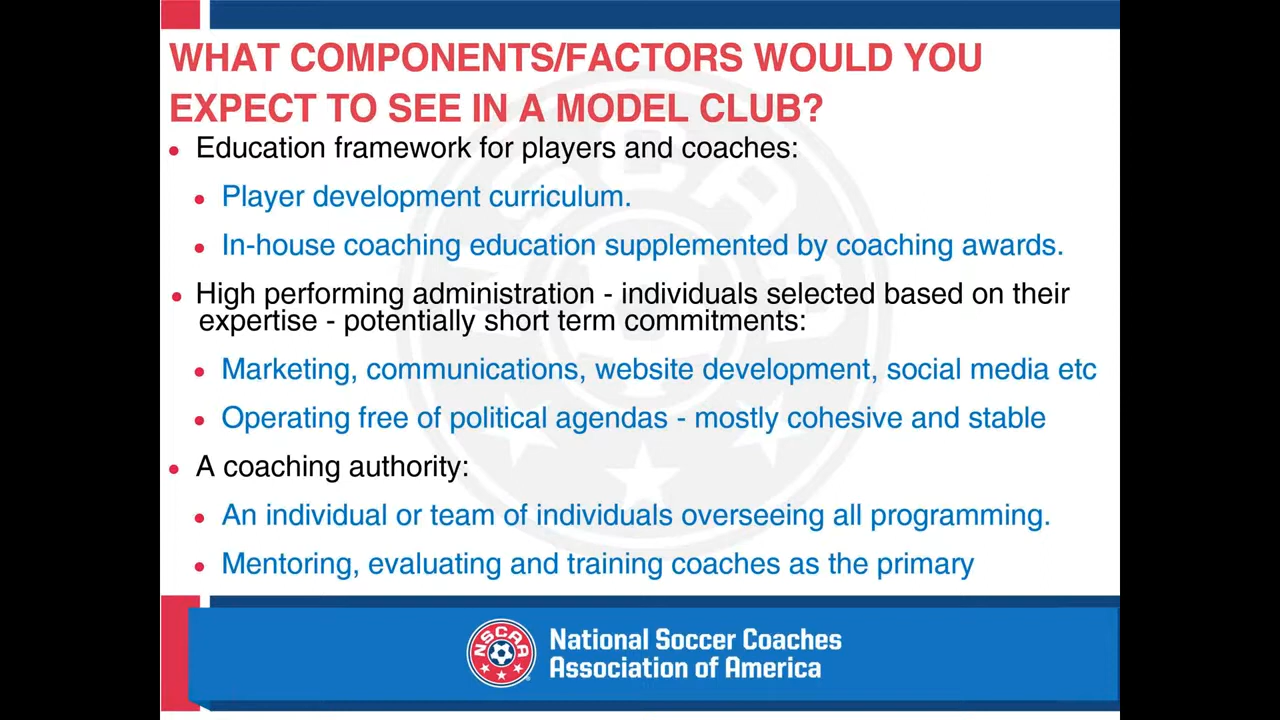 WHAT COMPONENTS/FACTORS WOULD YOU
EXPECT TO SEE IN A MODEL CLUB?
• Education framework for players and coaches:
• Player development curriculum.
• In-house coaching education supplemented by coaching awards.
• High performing administration - individuals selected based on their
expertise - potentially short term commitments:
• Marketing, communications, website development, social media etc
• Operating free of political agendas - mostly cohesive and stable
• A coaching authority:
• An individual or team of individuals overseeing all programming.
• Mentoring, evaluating and training coaches as the primary
NSCAA
National Soccer Coaches
Association of America